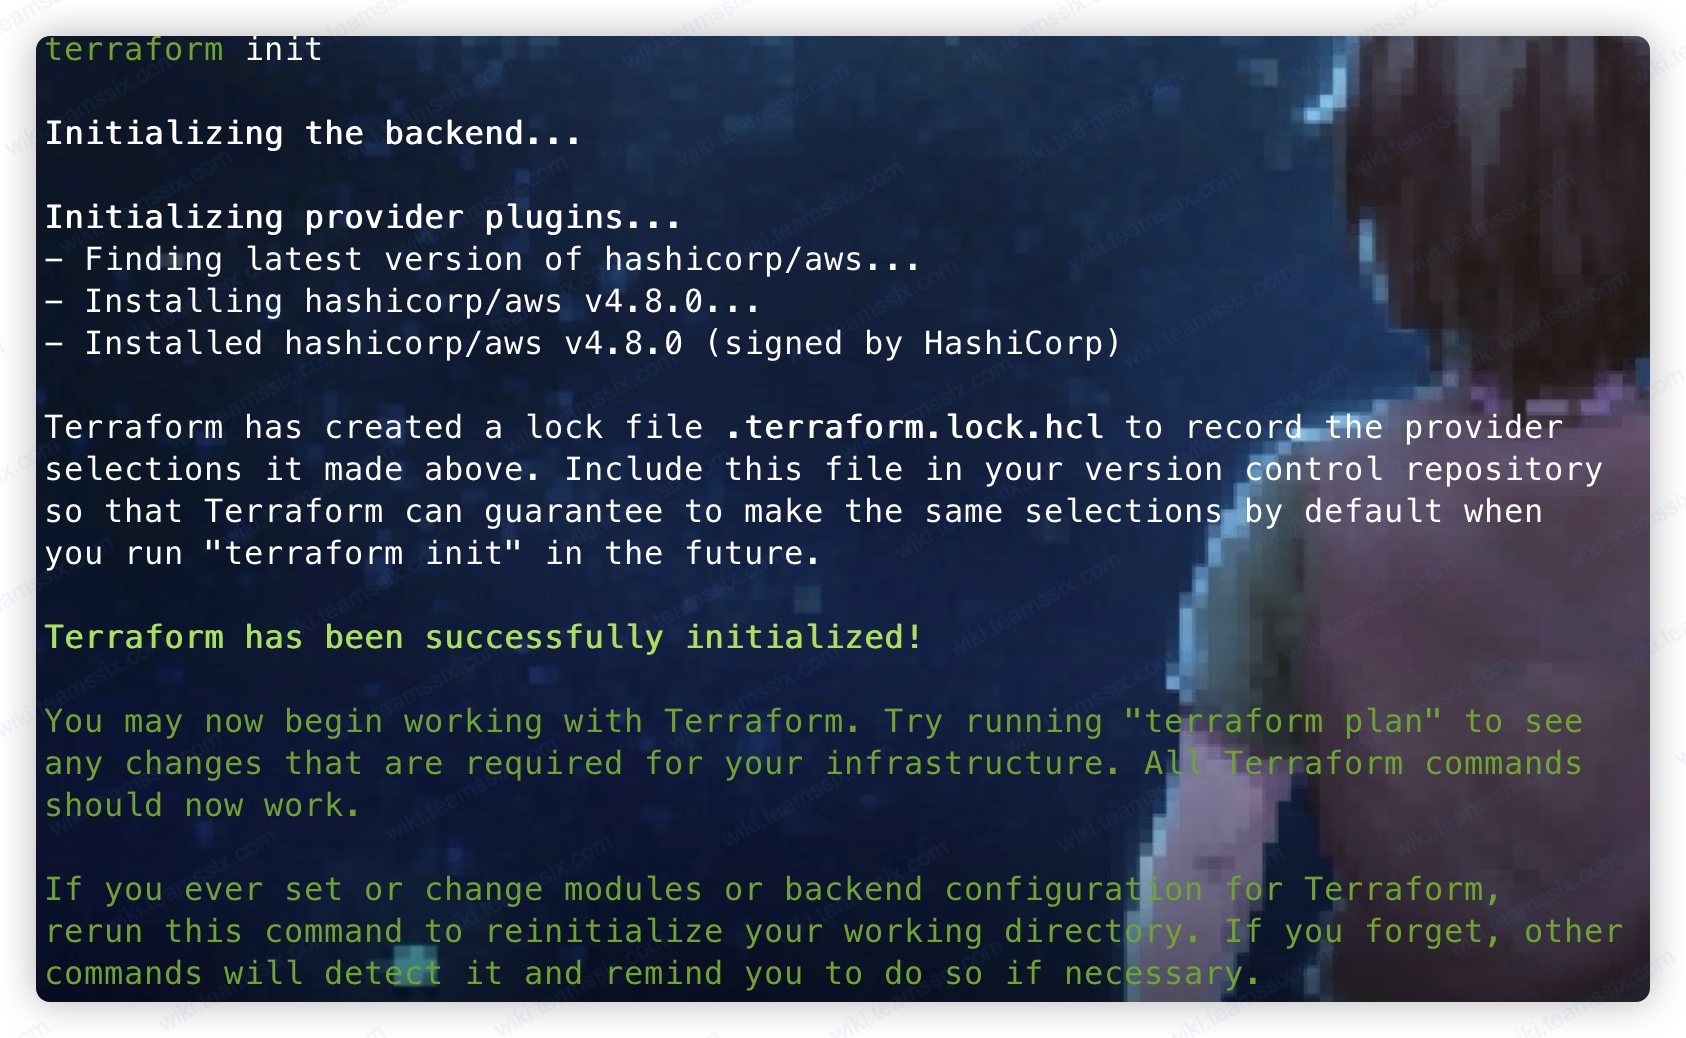 terraform init
Initializing the backend...
Initializing provider plugins...
- Finding latest version of hashicorp/aws...
- Installing hashicorp/aws v4.8.0...
- Installed hashicorp/aws v4.8.0 (signed by HashiCorp)
Terraform has created a lock file .terraform.lock.hcl to record the provider
selections it made above. Include this file in your version control repository
so that Terraform can guarantee to make the same selections by default when
you run "terraform init" in the future.
Terraform has been successfully initialized!
You may now begin working with Terraform. Try running "terraform plan" to see
any changes that are required for your infrastructure. All Terraform commands
should now work.
If you ever set or change modules or backend configuration for Terraform,
rerun this command to reinitialize your working directory. If you forget, other
commands will detect it and remind you to do so if necessary.
wiki.teamssix.com